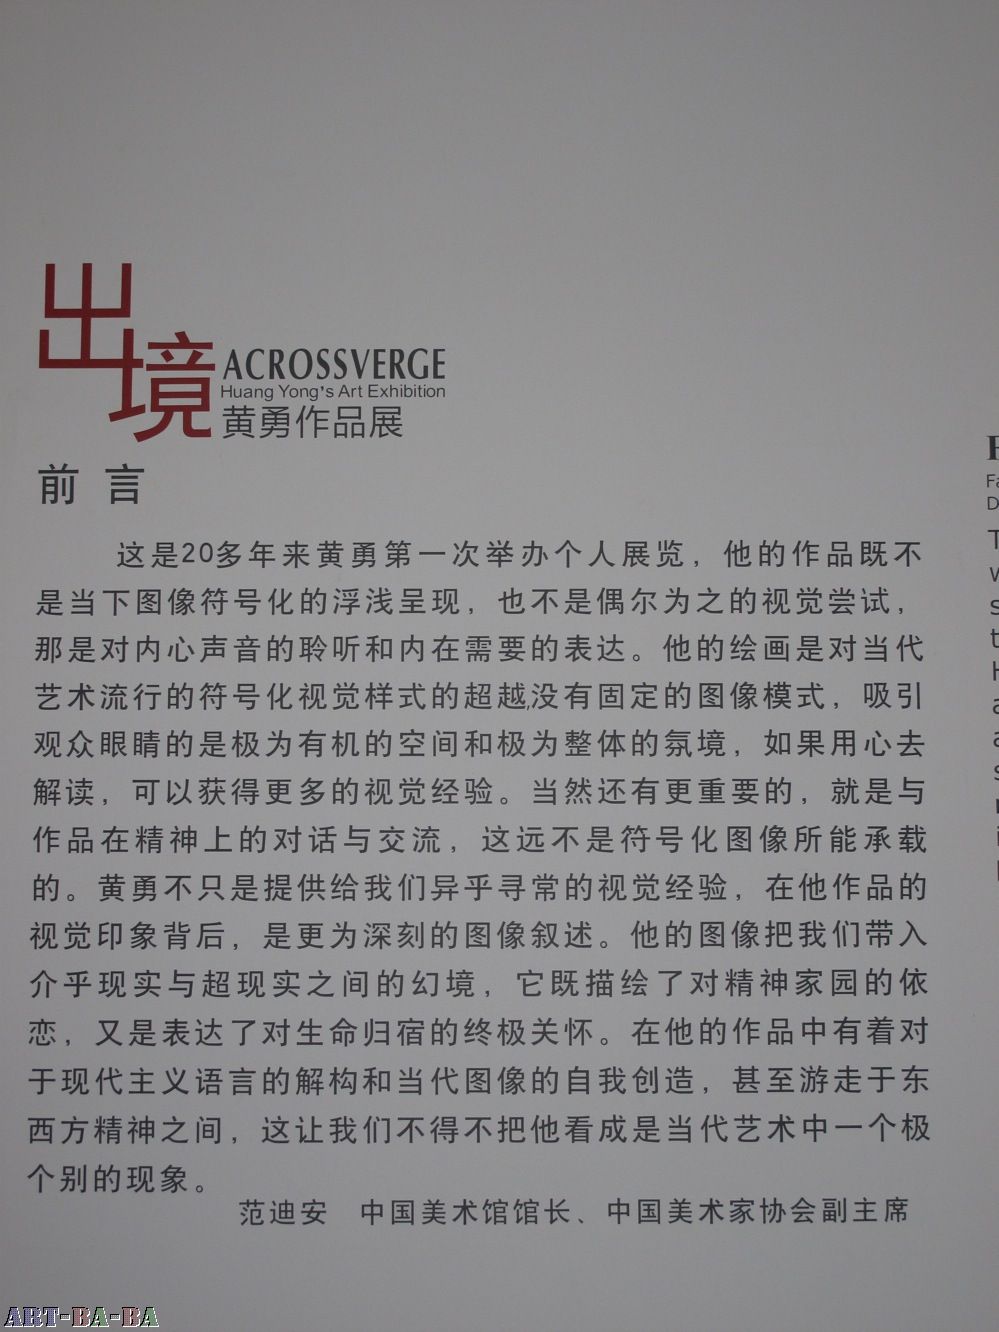 出境
ACROSSVERGE
Huang Yong's Art Exhibition
黄勇作品展
前言
这是20多年来黄勇第一次举办个人展览，他的作品既不
是当下图像符号化的浮浅呈现，也不是偶尔为之的视觉尝试，
那是对内心声音的聆听和内在需要的表达。他的绘画是对当代
艺术流行的符号化视觉样式的超越,没有固定的图像模式，吸引
观众眼睛的是极为有机的空间和极为整体的氛境，如果用心去
解读，可以获得更多的视觉经验。当然还有更重要的，就是与
作品在精神上的对话与交流，这远不是符号化图像所能承载
的。黄勇不只是提供给我们异乎寻常的视觉经验，在他作品的
视觉印象背后，是更为深刻的图像叙述。他的图像把我们带入
介乎现实与超现实之间的幻境，它既描绘了对精神家园的依
恋，又是表达了对生命归宿的终极关怀。在他的作品中有着对
于现代主义语言的解构和当代图像的自我创造，甚至游走于东
西方精神之间，这让我们不得不把他看成是当代艺术中一个极
个别的现象。
范迪安　中国美术馆馆长、中国美术家协会副主席
ART-BA-BA